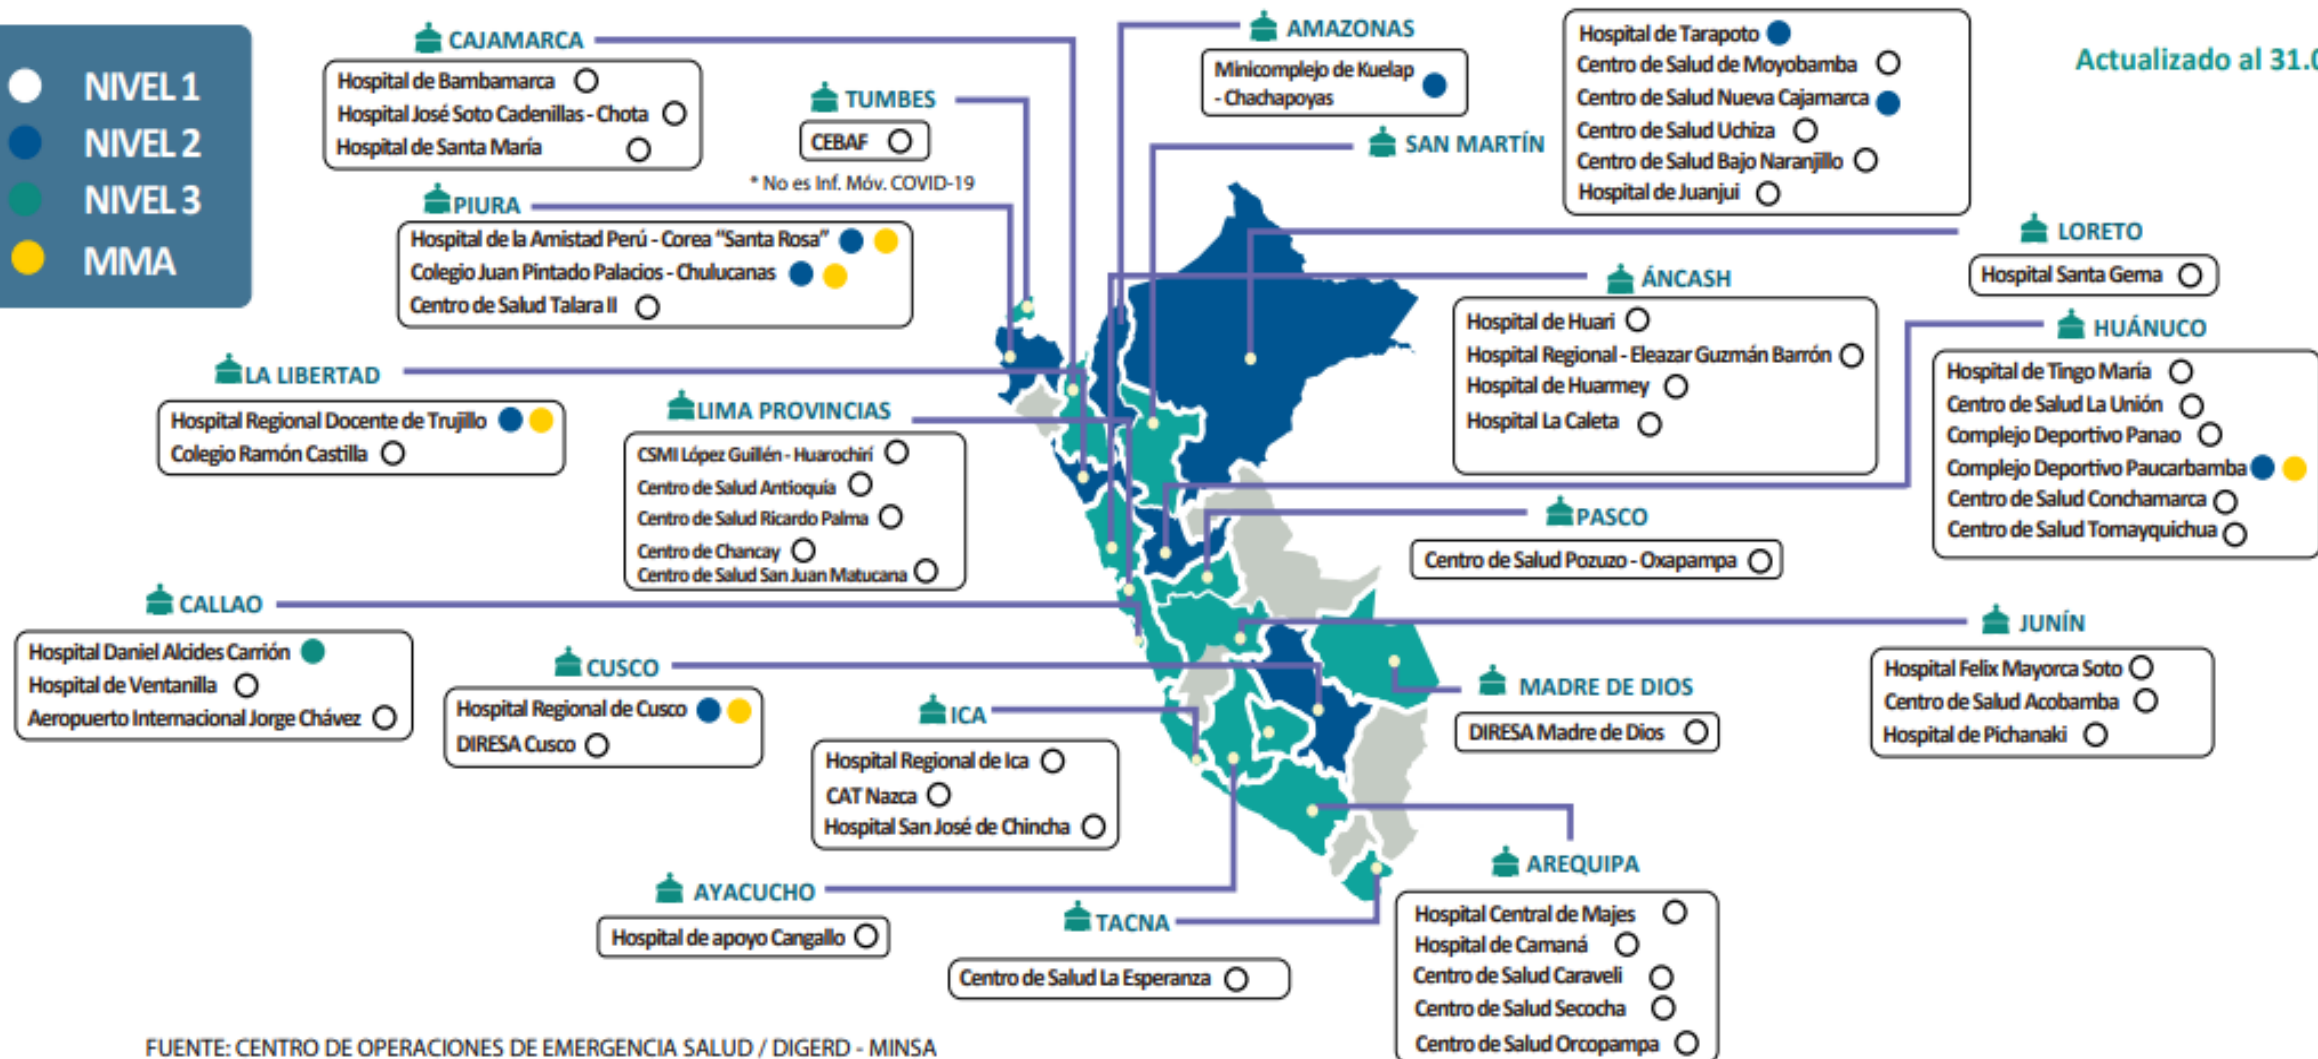 NIVEL 1
NIVEL 2
NIVEL 3
MMA
CAJAMARCA
Hospital de Bambamarca
Hospital José Soto Cadenillas - Chota
Hospital de Santa María
TUMBES
CEBAF
* No es Inf. Móv. COVID-19
AMAZONAS
Minicomplejo de Kuelap
- Chachapoyas
SAN MARTÍN
Hospital de Tarapoto
Centro de Salud de Moyobamba
Centro de Salud Nueva Cajamarca
Centro de Salud Uchiza
Centro de Salud Bajo Naranjillo
Hospital de Juanjui
Actualizado al 31.0
PIURA
Hospital de la Amistad Perú - Corea “Santa Rosa”
Colegio Juan Pintado Palacios - Chulucanas
Centro de Salud Talara II
LORETO
Hospital Santa Gema
ÁNCASH
Hospital de Huari
Hospital Regional - Eleazar Guzmán Barrón
Hospital de Huarmey
Hospital La Caleta
HUÁNUCO
Hospital de Tingo María
Centro de Salud La Unión
Complejo Deportivo Panao
Complejo Deportivo Paucarbamba
Centro de Salud Conchamarca
Centro de Salud Tomayquichua
LA LIBERTAD
Hospital Regional Docente de Trujillo
Colegio Ramón Castilla
LIMA PROVINCIAS
CSMI López Guillén - Huarochirí
Centro de Salud Antioquía
Centro de Salud Ricardo Palma
Centro de Chancay
Centro de Salud San Juan Matucana
PASCO
Centro de Salud Pozuzo - Oxapampa
CALLAO
Hospital Daniel Alcides Carrión
Hospital de Ventanilla
Aeropuerto Internacional Jorge Chávez
CUSCO
Hospital Regional de Cusco
DIRESA Cusco
ICA
Hospital Regional de Ica
CAT Nazca
Hospital San José de Chincha
MADRE DE DIOS
DIRESA Madre de Dios
JUNÍN
Hospital Felix Mayorca Soto
Centro de Salud Acobamba
Hospital de Pichanaki
AYACUCHO
Hospital de apoyo Cangallo
TACNA
Centro de Salud La Esperanza
AREQUIPA
Hospital Central de Majes
Hospital de Camaná
Centro de Salud Caraveli
Centro de Salud Secocha
Centro de Salud Orcopampa
FUENTE: CENTRO DE OPERACIONES DE EMERGENCIA SALUD / DIGERD - MINSA